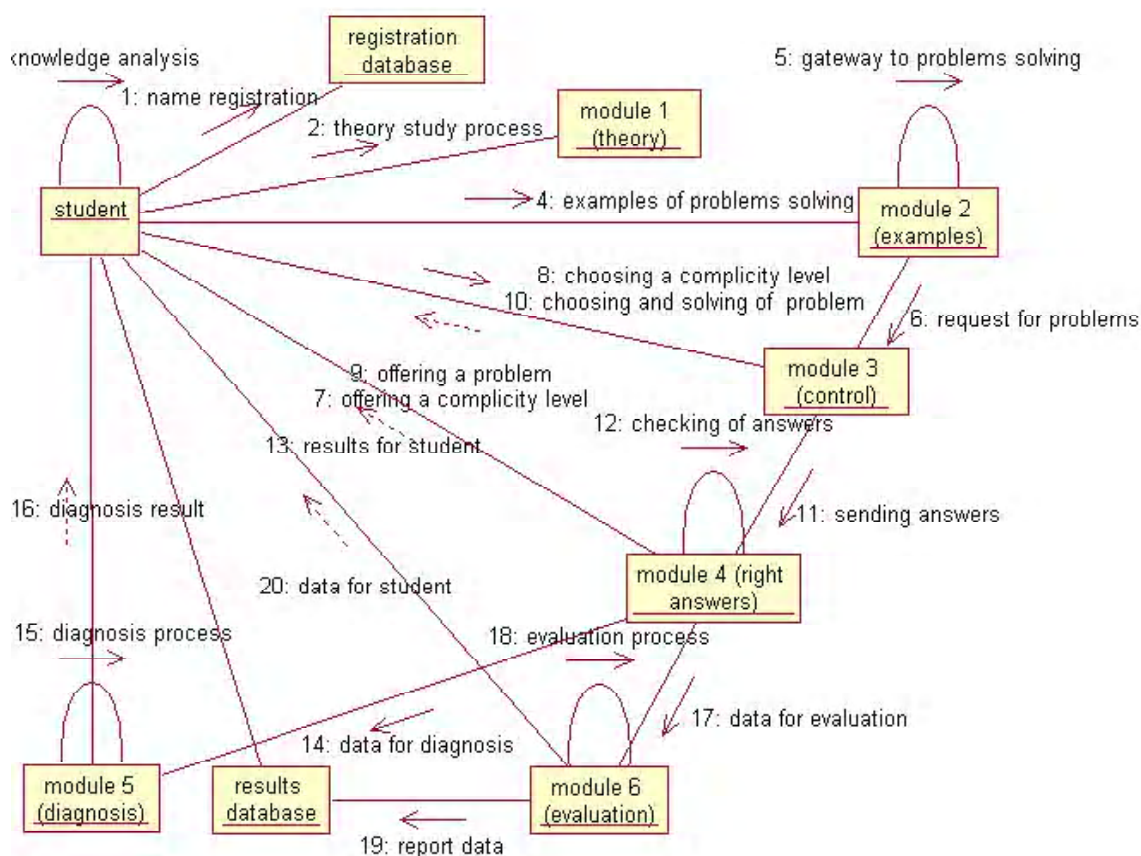 knowledge analysis
registration
database
5: gateway to problems solving
1: name registration
module 1
(theory)
2: theory study process
student
4: examples of problems solving
module 2
(examples)
8: choosing a complicity level
10: choosing and solving of problem
6: request for problems
module 3
(control)
9: offering a problem
7: offering a complicity level
12: checking of answers
13: results for student
16: diagnosis result
11: sending answers
module 4 (right
answers)
20: data for student
15: diagnosis process
18: evaluation process
17: data for evaluation
14: data for diagnosis
module 5
(diagnosis)
results
database
module 6
(evaluation)
19: report data